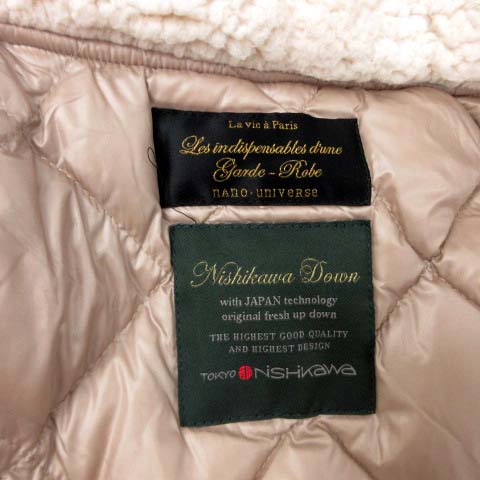 La vie à Paris
Les indispensables d'une
Garde - Robe
nano·universe
Nishikawa Down
with JAPAN technology
original fresh up down
THE HIGHEST GOOD QUALITY
AND HIGHEST DESIGN
TOKYO NiSHiKaWa